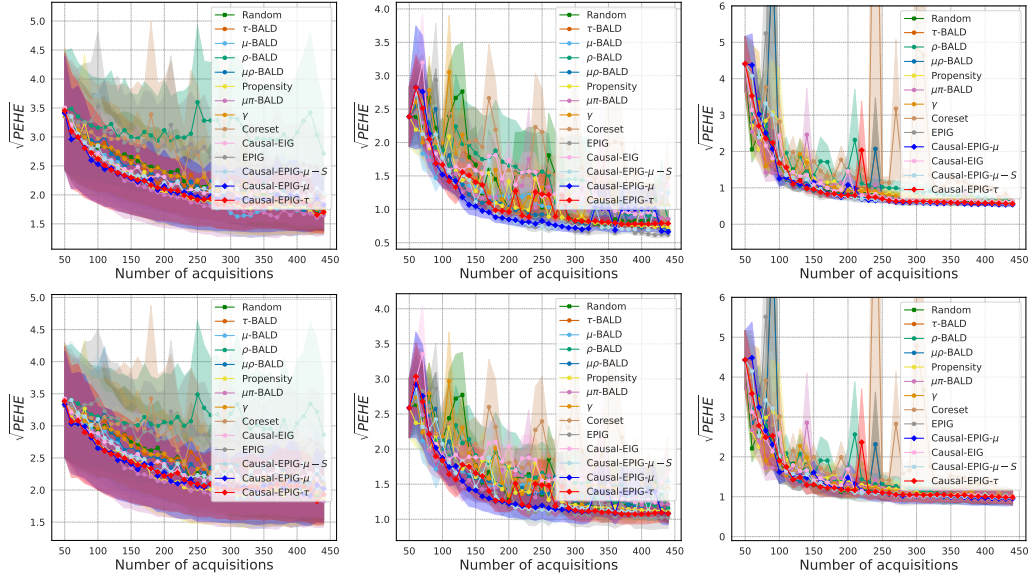 5.0
4.5
4.0
3.5
3.0
2.5
2.0
1.5
√PEHE
50 100 150 200 250 300 350 400 450
Number of acquisitions
Random
τ-BALD
μ-BALD
ρ-BALD
μρ-BALD
Propensity
μπ-BALD
γ
Coreset
Causal-EIG
EPIG
Causal-EPIG-μ−S
Causal-EPIG-μ
Causal-EPIG-τ
4.0
3.5
3.0
2.5
2.0
1.5
1.0
0.5
√PEHE
50 100 150 200 250 300 350 400 450
Number of acquisitions
Random
τ-BALD
μ-BALD
ρ-BALD
μρ-BALD
Propensity
μπ-BALD
γ
Coreset
EPIG
Causal-EIG
Causal-EPIG-μ−S
Causal-EPIG-μ
Causal-EPIG-τ
6
5
4
3
2
1
0
√PEHE
50 100 150 200 250 300 350 400 450
Number of acquisitions
Random
τ-BALD
ρ-BALD
μρ-BALD
Propensity
μπ-BALD
γ
Coreset
EPIG
Causal-EPIG-μ
Causal-EIG
Causal-EPIG-μ−S
Causal-EPIG-τ
5.0
4.5
4.0
3.5
3.0
2.5
2.0
1.5
√PEHE
50 100 150 200 250 300 350 400 450
Number of acquisitions
Random
τ-BALD
μ-BALD
ρ-BALD
μρ-BALD
Propensity
μπ-BALD
γ
Coreset
Causal-EIG
EPIG
Causal-EPIG-μ−S
Causal-EPIG-μ
Causal-EPIG-τ
4.0
3.5
3.0
2.5
2.0
1.5
1.0
√PEHE
50 100 150 200 250 300 350 400 450
Number of acquisitions
Random
τ-BALD
μ-BALD
ρ-BALD
μρ-BALD
Propensity
μπ-BALD
γ
Coreset
EPIG
Causal-EIG
Causal-EPIG-μ−S
Causal-EPIG-μ
Causal-EPIG-τ
6
5
4
3
2
1
0
√PEHE
50 100 150 200 250 300 350 400 450
Number of acquisitions
Random
τ-BALD
ρ-BALD
μρ-BALD
Propensity
μπ-BALD
γ
Coreset
EPIG
Causal-EPIG-μ
Causal-EIG
Causal-EPIG-μ−S
Causal-EPIG-τ